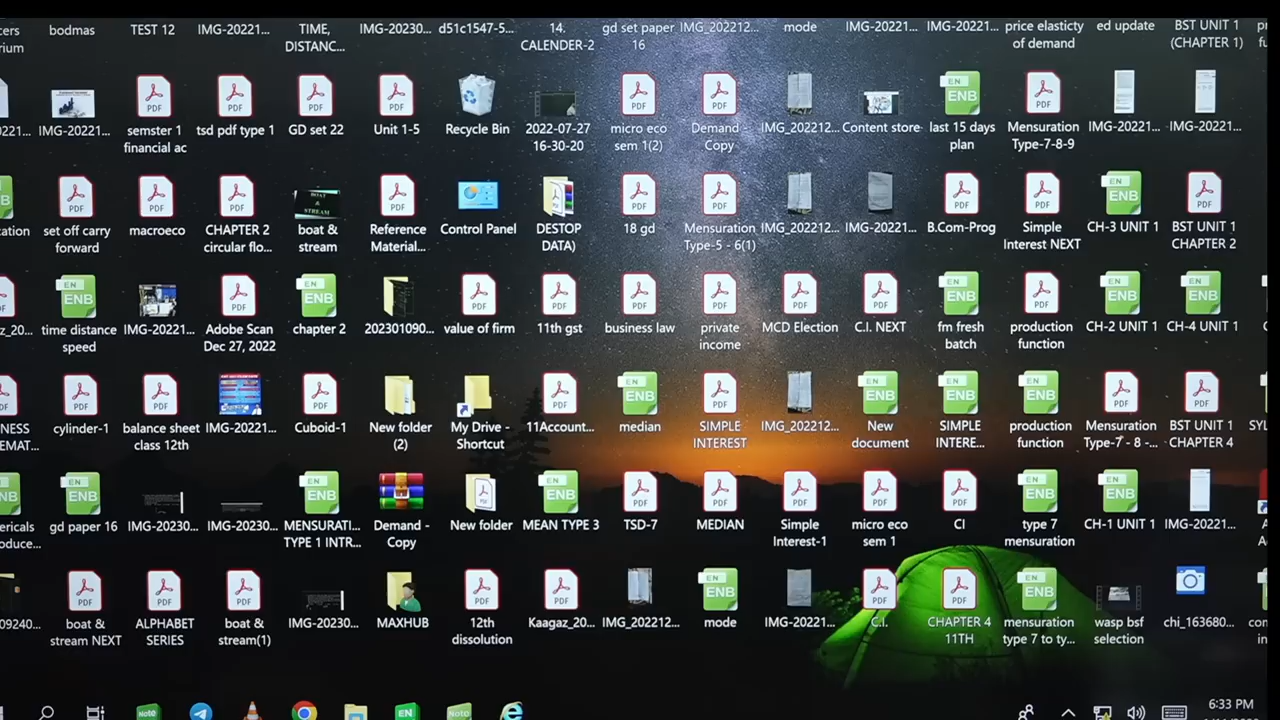 bodmas
TEST 12
IMG-20221...
TIME,
DISTANC...
IMG-20230...
d51c1547-5...
14.
CALENDER-2
gd set paper
16
IMG_202212...
mode
IMG-20221...
IMG-20221...
price elasticty
of demand
ed update
BST UNIT 1
(CHAPTER 1)
IMG-20221...
semster 1
financial ac
tsd pdf type 1
GD set 22
Unit 1-5
Recycle Bin
2022-07-27
16-30-20
micro eco
sem 1(2)
Demand -
Copy
IMG_202212...
Content store
last 15 days
plan
Mensuration
Type-7-8-9
IMG-20221...
IMG-20221...
set off carry
forward
macroeco
CHAPTER 2
circular flo...
boat &
stream
Reference
Material...
Control Panel
DESTOP
DATA)
18 gd
Mensuration
Type-5 - 6(1)
IMG_202212...
IMG-20221...
B.Com-Prog
Simple
Interest NEXT
CH-3 UNIT 1
BST UNIT 1
CHAPTER 2
time distance
speed
IMG-20221...
Adobe Scan
Dec 27, 2022
chapter 2
202301090...
value of firm
11th gst
business law
private
income
MCD Election
C.I. NEXT
fm fresh
batch
production
function
CH-2 UNIT 1
CH-4 UNIT 1
cylinder-1
balance sheet
class 12th
IMG-20221...
Cuboid-1
New folder
(2)
My Drive -
Shortcut
11Account...
median
SIMPLE
INTEREST
IMG_202212...
New
document
SIMPLE
INTERE...
production
function
Mensuration
Type-7 - 8 -...
BST UNIT 1
CHAPTER 4
gd paper 16
IMG-20230...
IMG-20230...
MENSURATI...
TYPE 1 INTR...
Demand -
Copy
New folder
MEAN TYPE 3
TSD-7
MEDIAN
Simple
Interest-1
micro eco
sem 1
CI
type 7
mensuration
CH-1 UNIT 1
IMG-20221...
boat &
stream NEXT
ALPHABET
SERIES
boat &
stream(1)
IMG-20230...
MAXHUB
12th
dissolution
Kaagaz_20...
IMG_202212...
mode
IMG-20221...
C.I.
CHAPTER 4
11TH
mensuration
type 7 to ty...
wasp bsf
selection
chi_163680...
6:33 PM